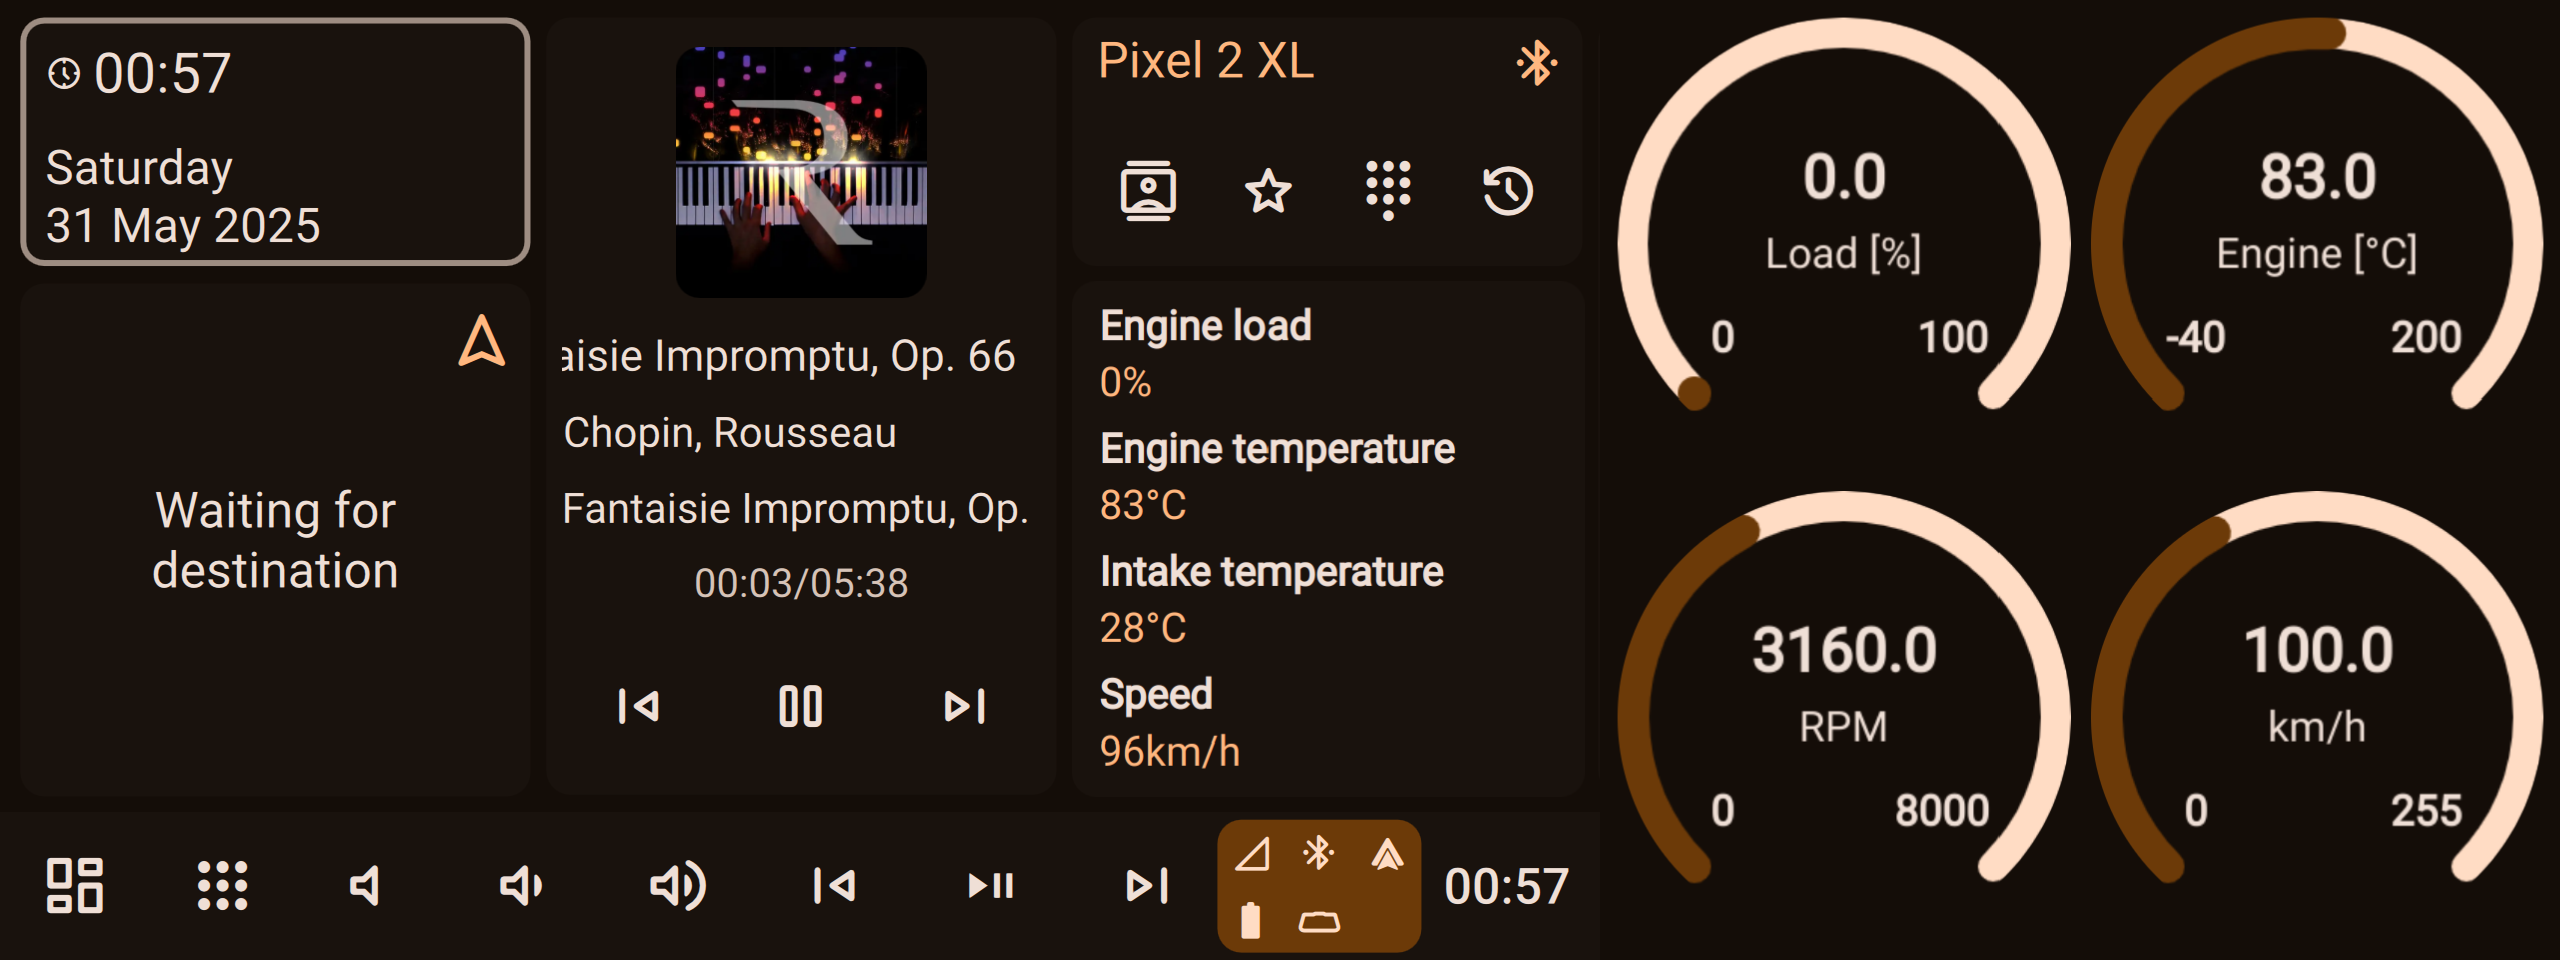 00:57
Saturday
31 May 2025
Waiting for
destination
R
aisie Impromptu, Op. 66
Chopin, Rousseau
Fantaisie Impromptu, Op.
00:03/05:38
Pixel 2 XL
Engine load
0%
Engine temperature
83°C
Intake temperature
28°C
Speed
96km/h
00:57
0.0
Load [%]
0 100
83.0
Engine [°C]
-40 200
3160.0
RPM
0 8000
100.0
km/h
0 255